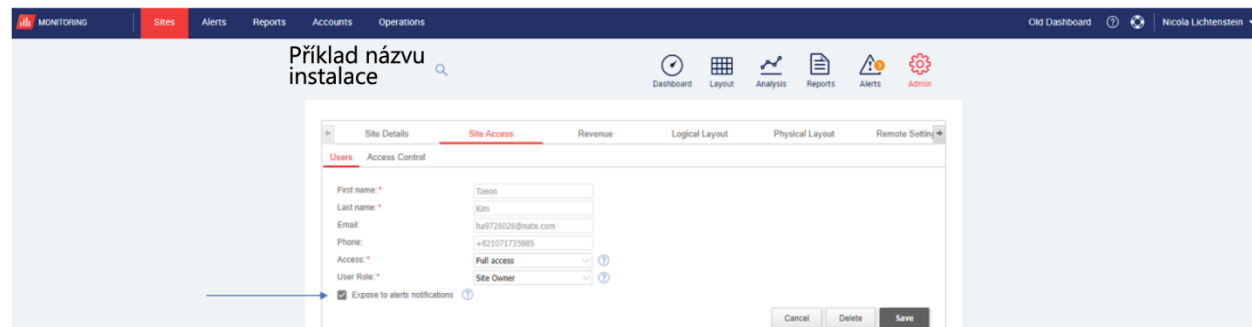 MONITORING Sites Alerts Reports Accounts Operations Old Dashboard Nicola Lichtenstein
Příklad názvu
instalace
Dashboard Layout Analysis Reports Alerts Admin
3
Site Details Site Access Revenue Logical Layout Physical Layout Remote Setting
Users Access Control
First name: * Taeon
Last name: * Kim
Email: ha9726026@nate.com
Phone: +821071735885
Access: * Full access
User Role: * Site Owner
Expose to alerts notifications
Cancel Delete Save